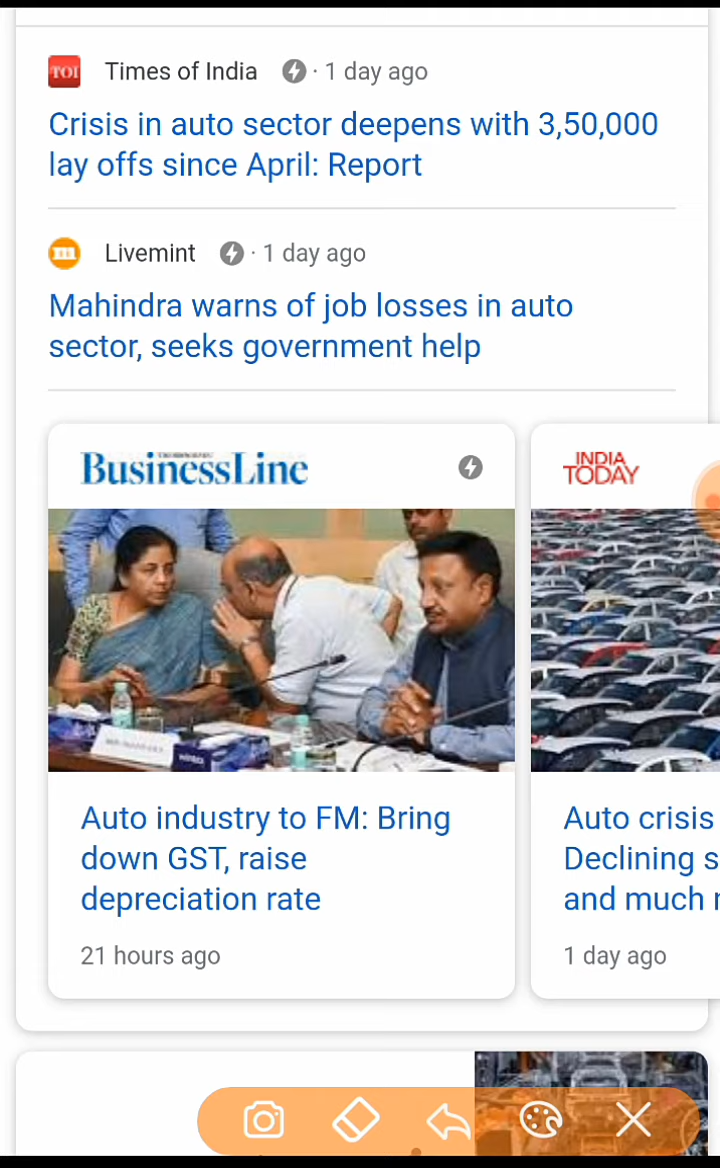 TOI Times of India · 1 day ago
Crisis in auto sector deepens with 3,50,000
lay offs since April: Report
m Livemint · 1 day ago
Mahindra warns of job losses in auto
sector, seeks government help
BusinessLine
Auto industry to FM: Bring
down GST, raise
depreciation rate
21 hours ago
INDIA
TODAY
Auto crisis
Declining s
and much
1 day ago